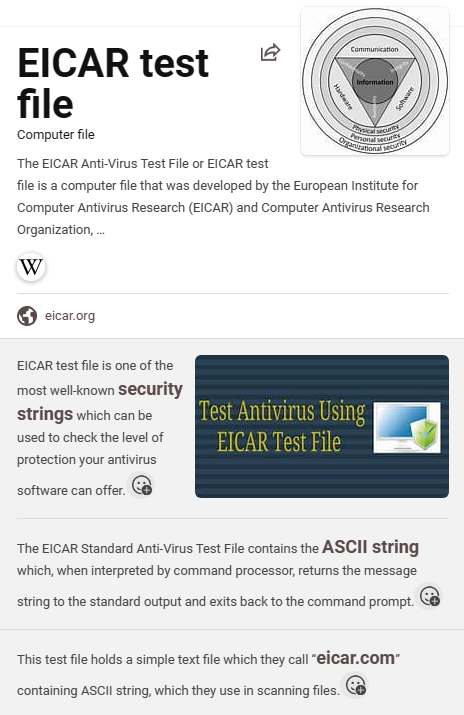 EICAR test
file
Computer file
The EICAR Anti-Virus Test File or EICAR test
file is a computer file that was developed by the European Institute for
Computer Antivirus Research (EICAR) and Computer Antivirus Research
Organization, …
Communication
Information
Hardware
Software
Physical security
Personal security
Organizational security
W
eicar.org
EICAR test file is one of the
most well-known security
strings which can be
used to check the level of
protection your antivirus
software can offer.
Test Antivirus Using
EICAR Test File
The EICAR Standard Anti-Virus Test File contains the ASCII string
which, when interpreted by command processor, returns the message
string to the standard output and exits back to the command prompt.
This test file holds a simple text file which they call “eicar.com”
containing ASCII string, which they use in scanning files.